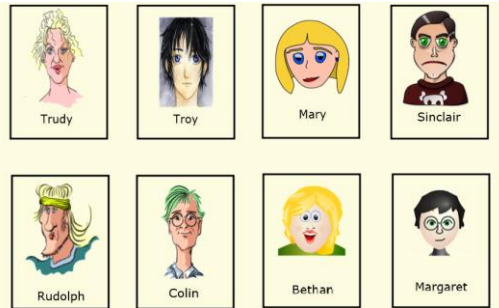 Trudy
Troy
Mary
Sinclair
Rudolph
Colin
Bethan
Margaret